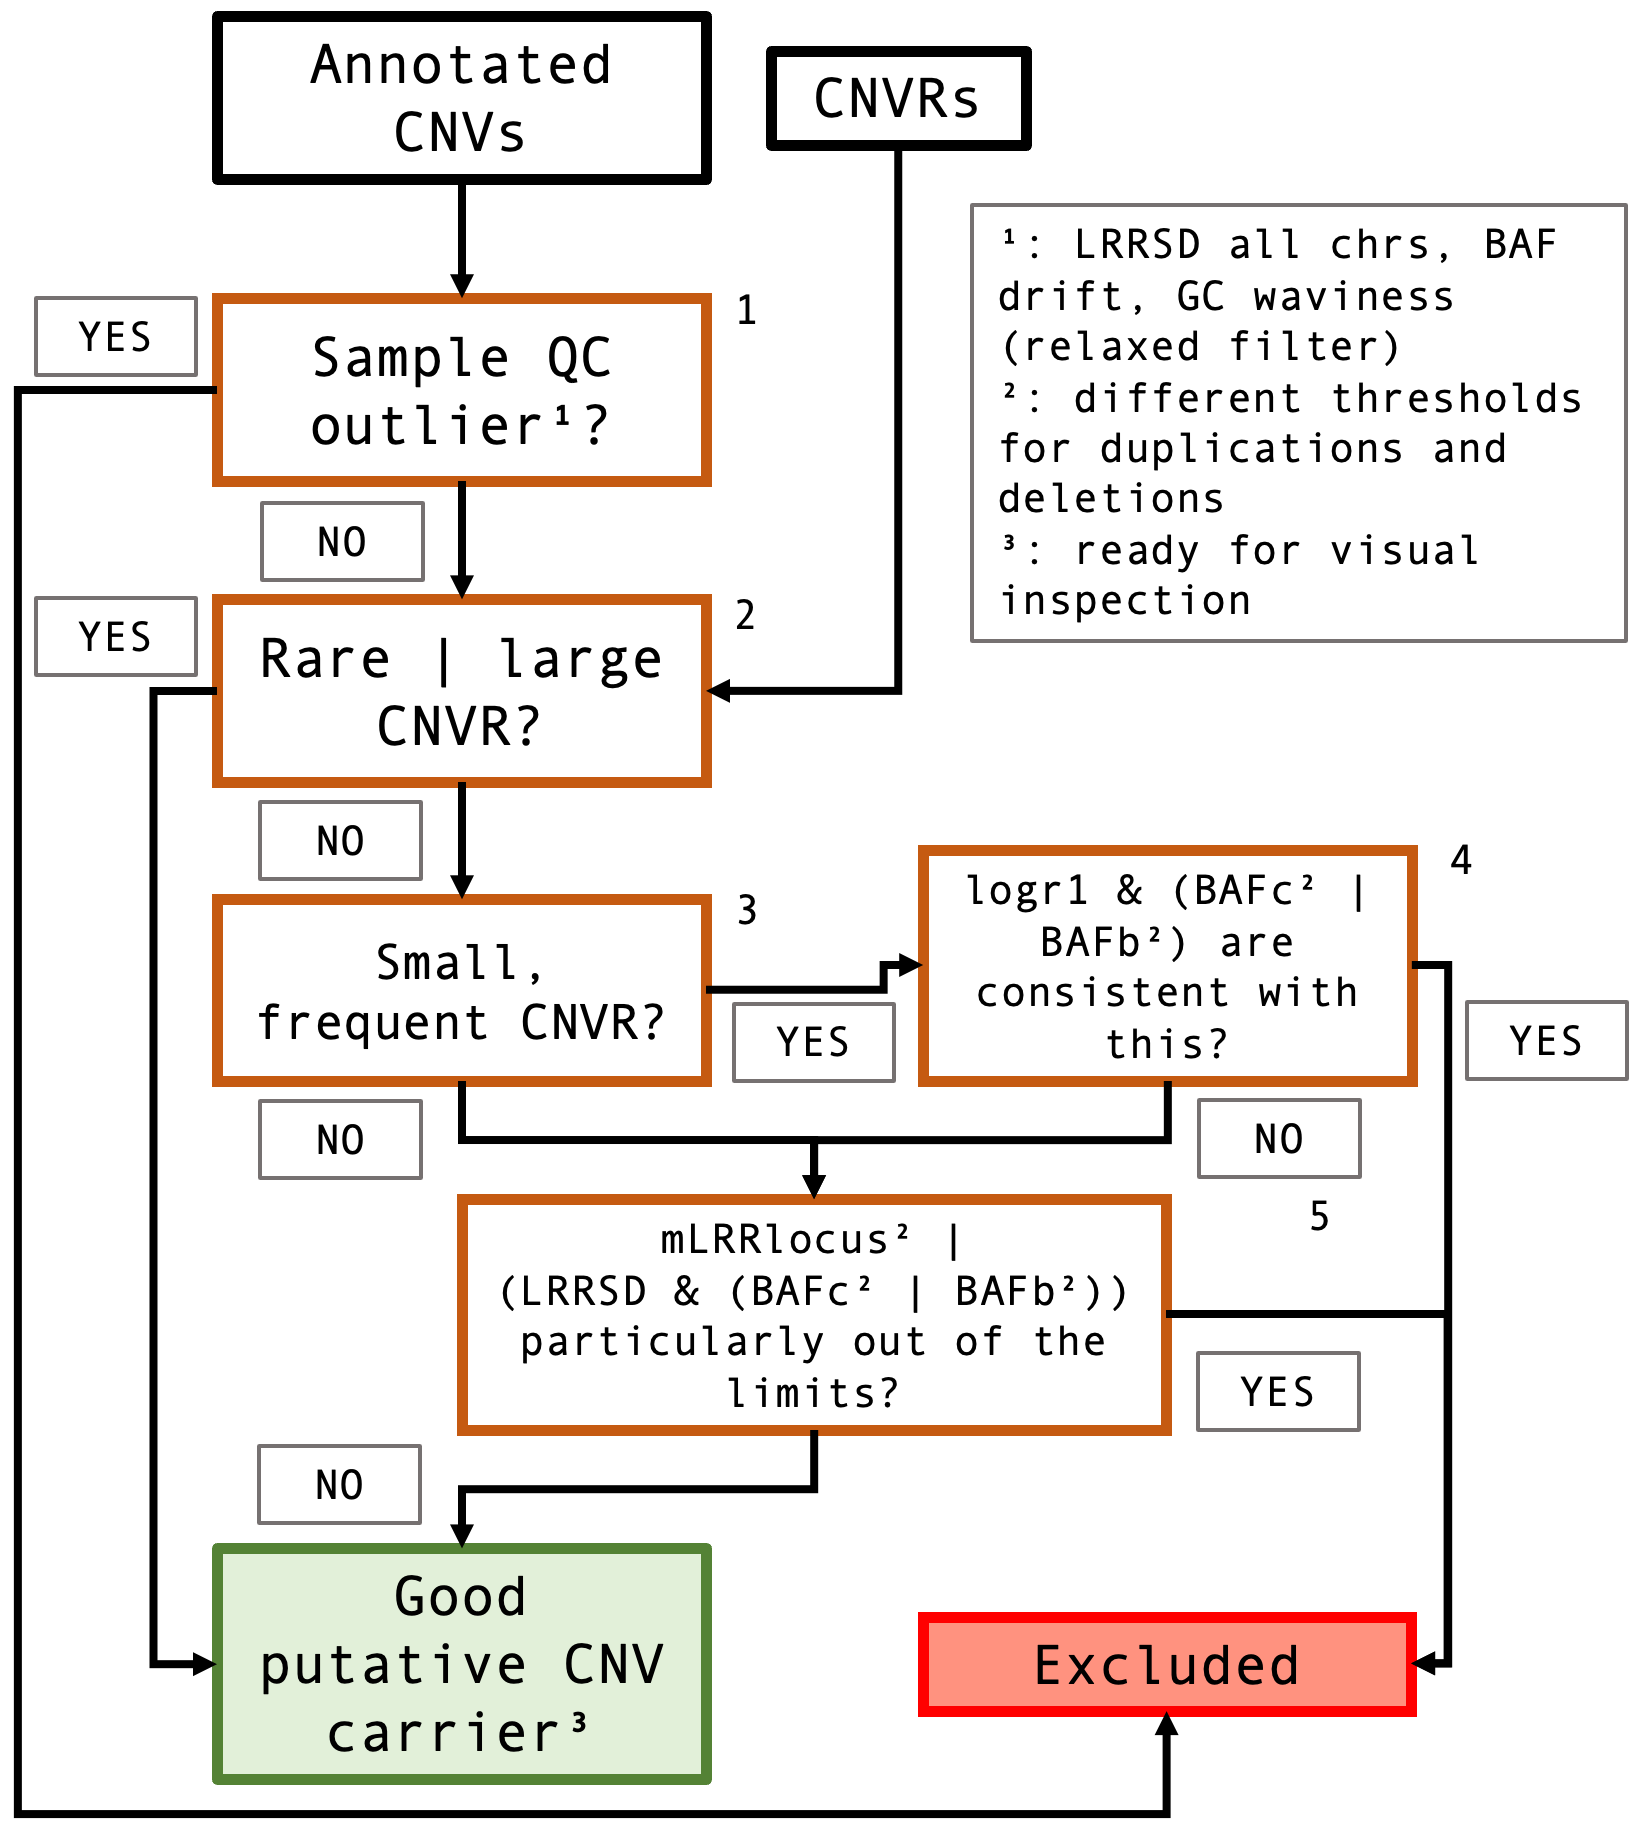 Annotated
CNVs
CNVRs
¹: LRRSD all chrs, BAF
drift, GC waviness
(relaxed filter)
²: different thresholds
for duplications and
deletions
³: ready for visual
inspection
YES
Sample QC
outlier¹?
1
NO
YES
Rare | large
CNVR?
2
NO
Small,
frequent CNVR?
3
YES
logr1 & (BAFc² |
BAFb²) are
consistent with
this?
4
YES
NO
NO
mLRRlocus² |
(LRRSD & (BAFc² | BAFb²))
particularly out of the
limits?
5
YES
NO
Good
putative CNV
carrier³
Excluded